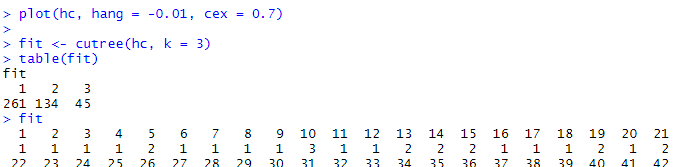 > plot(hc, hang = -0.01, cex = 0.7)
>
> fit <- cutree(hc, k = 3)
> table(fit)
fit
  1   2   3
261 134  45
> fit
  1   2   3   4   5   6   7   8   9  10  11  12  13  14  15  16  17  18  19  20  21
  1   1   1   1   2   1   1   1   1   3   1   1   2   2   2   1   1   1   2   1   2
 22  23  24  25  26  27  28  29  30  31  32  33  34  35  36  37  38  39  40  41  42